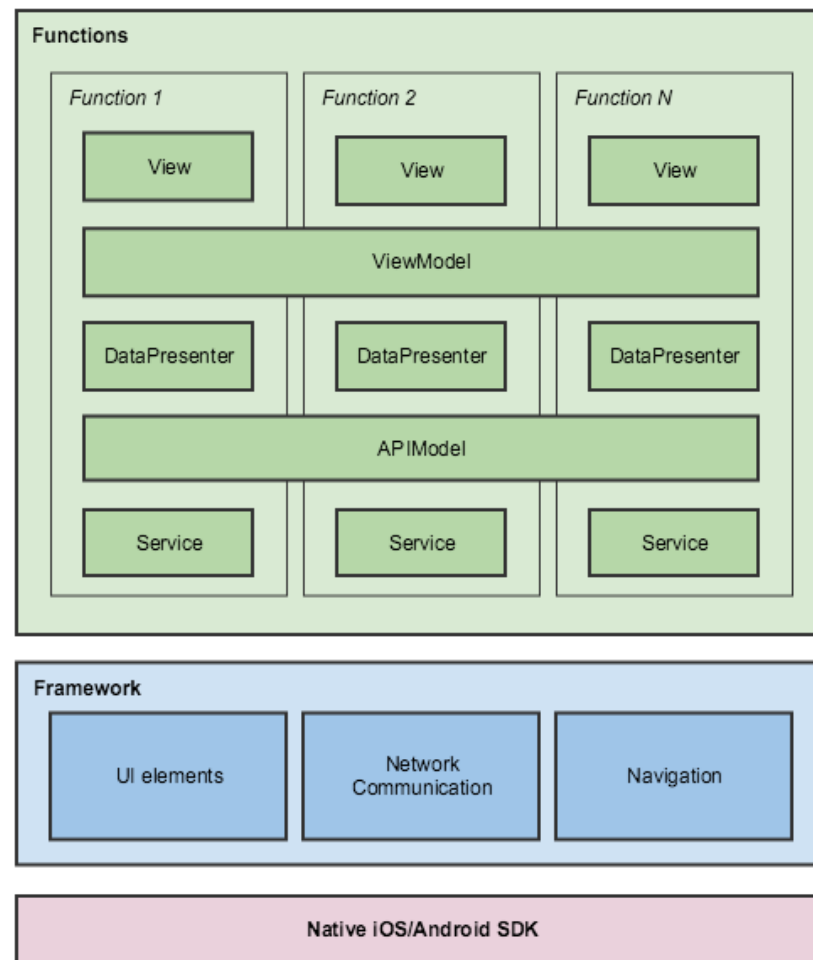 Functions
Function 1
Function 2
Function N
View
View
View
ViewModel
DataPresenter
DataPresenter
DataPresenter
APIModel
Service
Service
Service
Framework
UI elements
Network
Communication
Navigation
Native iOS/Android SDK